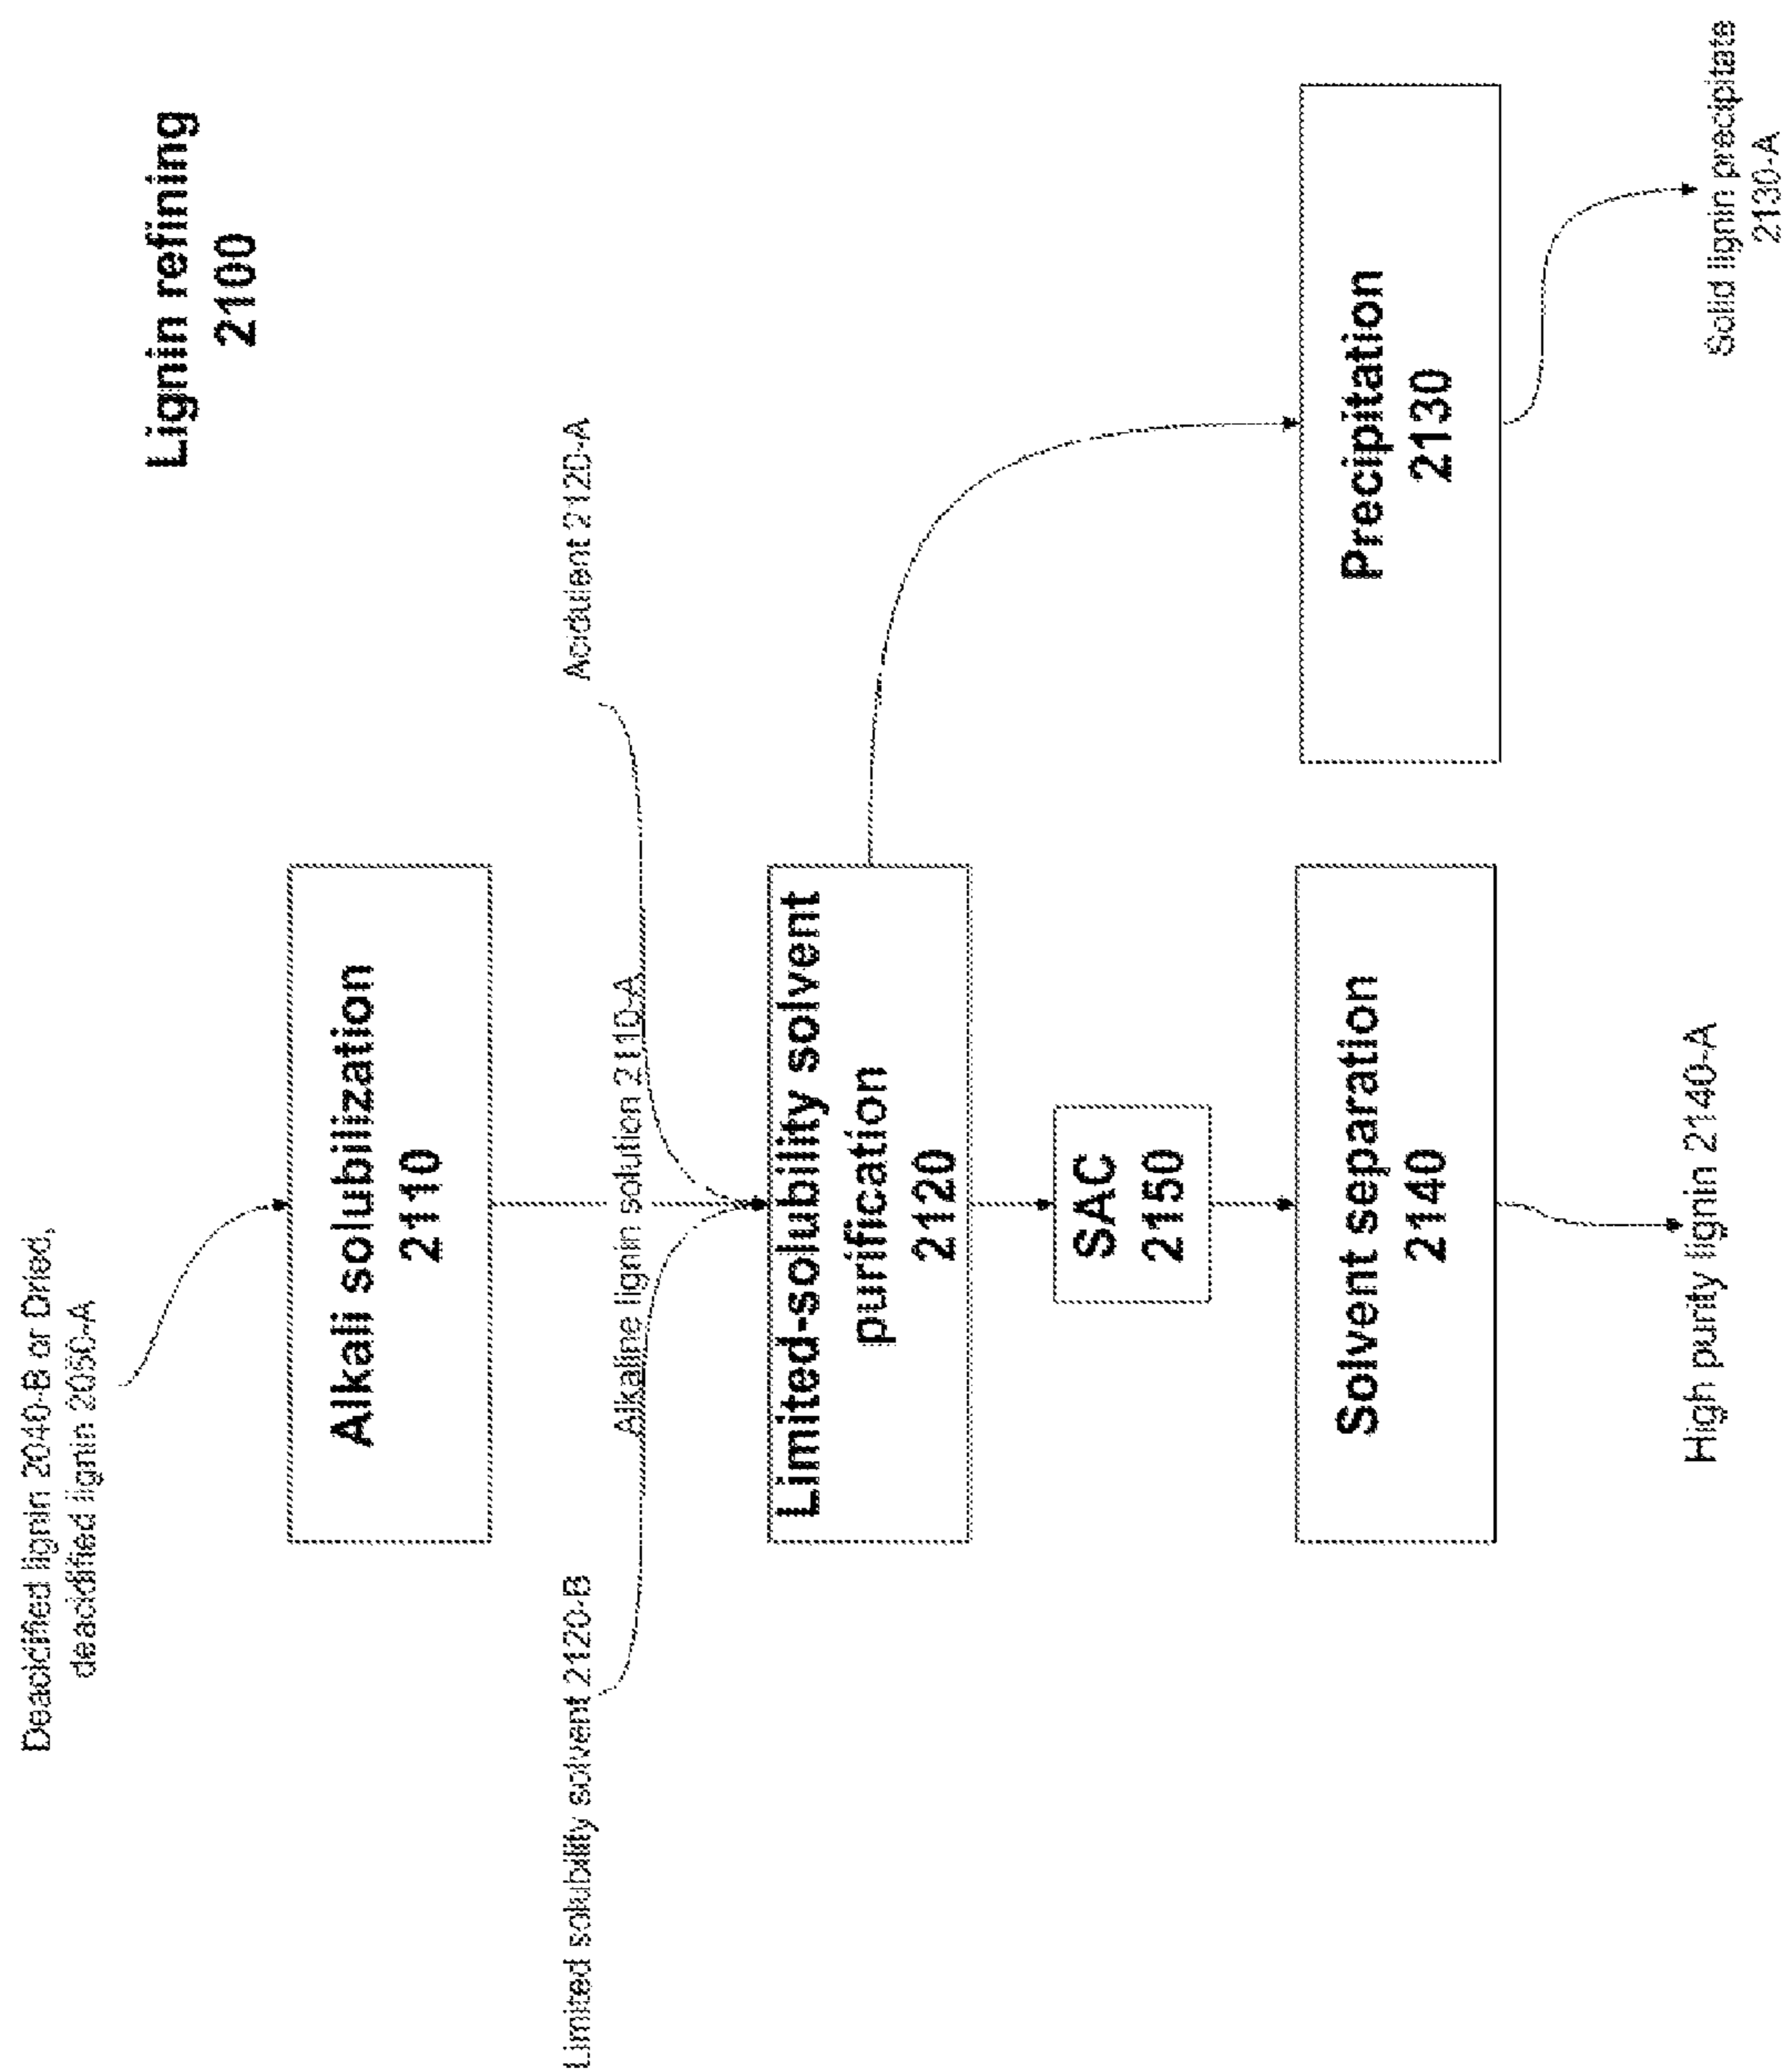 Lignin refining
2100
Deacidified lignin 2040-B or Dried,
deacidified lignin 2050-A
Alkali solubilization
2110
Limited solubility solvent 2120-B
Alkaline lignin solution 2110-A
Acidulent 2120-A
Limited-solubility solvent
purification
2120
SAC
2150
Solvent separation
2140
Precipitation
2130
High purity lignin 2140-A
Solid lignin precipitate
2130-A